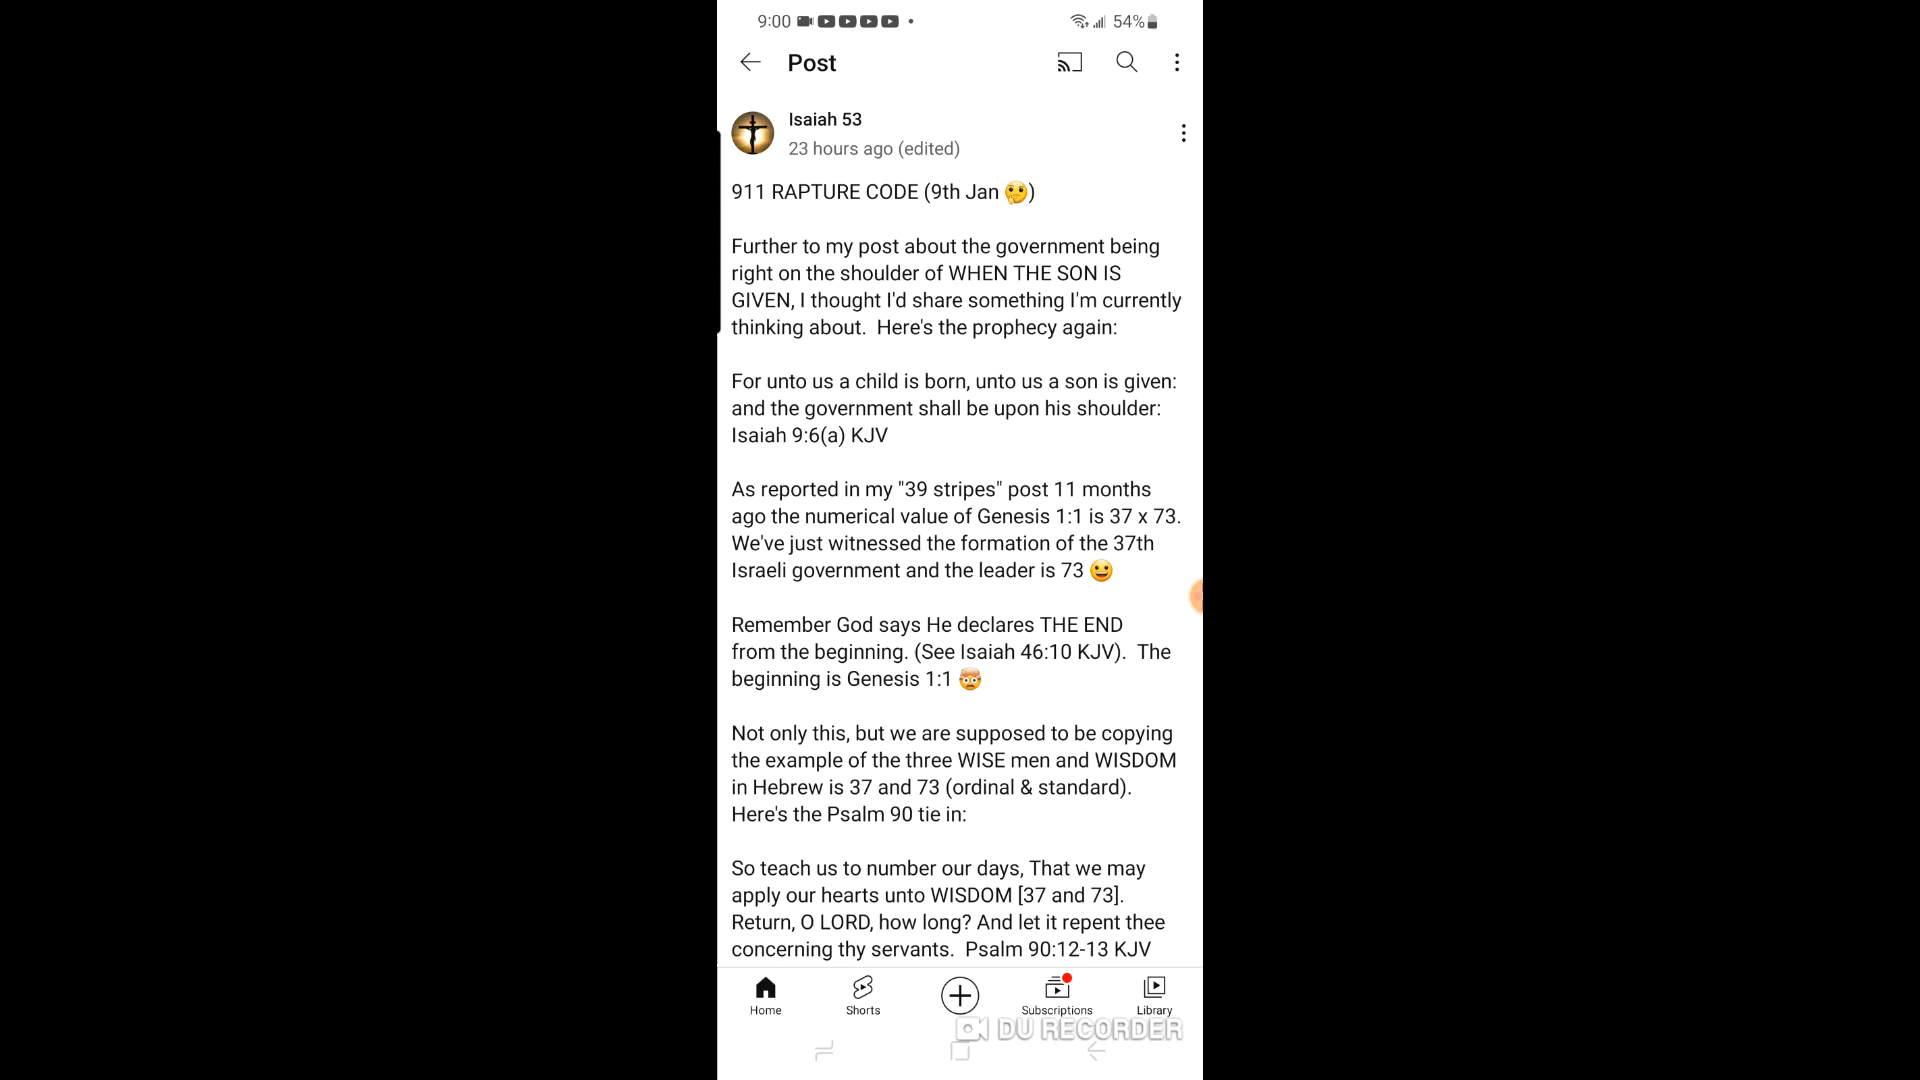 9:00
54%
Post
Isaiah 53
23 hours ago (edited)
911 RAPTURE CODE (9th Jan 🤔)
Further to my post about the government being
right on the shoulder of WHEN THE SON IS
GIVEN, I thought I'd share something I'm currently
thinking about.  Here's the prophecy again:
For unto us a child is born, unto us a son is given:
and the government shall be upon his shoulder:
Isaiah 9:6(a) KJV
As reported in my "39 stripes" post 11 months
ago the numerical value of Genesis 1:1 is 37 x 73.
We've just witnessed the formation of the 37th
Israeli government and the leader is 73 😀
Remember God says He declares THE END
from the beginning. (See Isaiah 46:10 KJV).  The
beginning is Genesis 1:1 🤯
Not only this, but we are supposed to be copying
the example of the three WISE men and WISDOM
in Hebrew is 37 and 73 (ordinal & standard).
Here's the Psalm 90 tie in:
So teach us to number our days, That we may
apply our hearts unto WISDOM [37 and 73].
Return, O LORD, how long? And let it repent thee
concerning thy servants.  Psalm 90:12-13 KJV
Home
Shorts
Subscriptions
Library
DU RECORDER